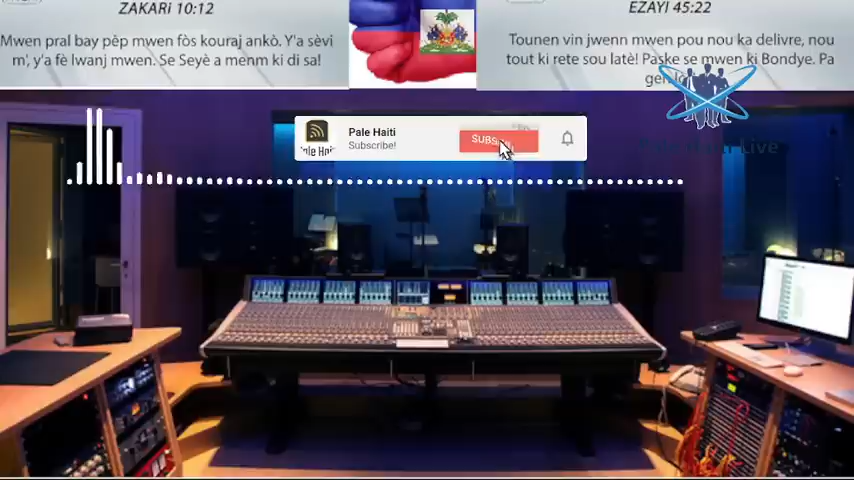 ZAKARi 10:12
Mwen pral bay pèp mwen fòs kouraj ankò. Y'a sèvi
m', y'a fè lwanj mwen. Se Seyè a menm ki di sa!
EZAYI 45:22
Tounen vin jwenn mwen pou nou ka delivre, nou
tout ki rete sou latè! Paske se mwen ki Bondye. Pa
gen
Pale Haiti
Subscribe!
Live